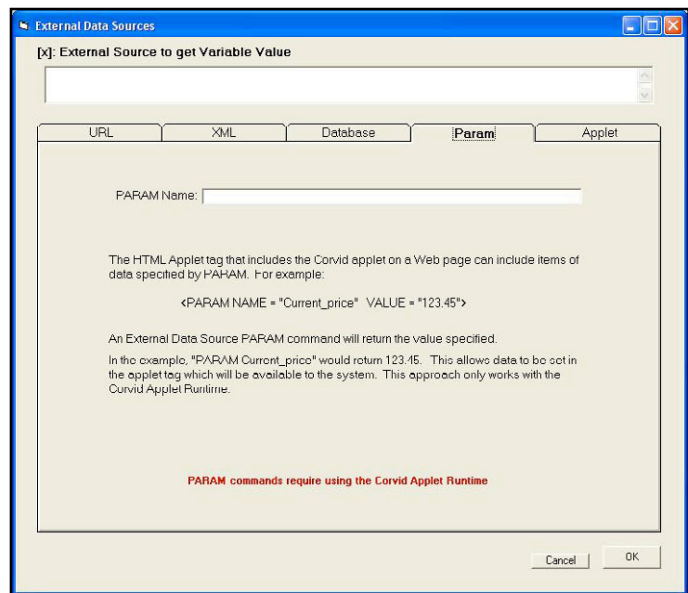 External Data Sources
[x]: External Source to get Variable Value
URL XML Database Param Applet
PARAM Name:
The HTML Applet tag that includes the Corvid applet on a Web page can include items of
data specified by PARAM. For example:
<PARAM NAME = "Current_price" VALUE = "123.45">
An External Data Source PARAM command will return the value specified.
In the example, "PARAM Current_price" would return 123.45. This allows data to be set in
the applet tag which will be available to the system. This approach only works with the
Corvid Applet Runtime.
PARAM commands require using the Corvid Applet Runtime
Cancel OK